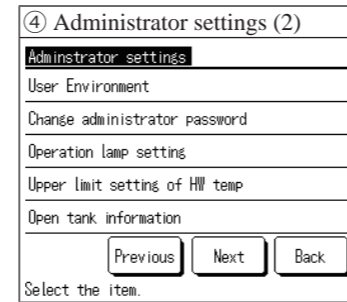 ④ Administrator settings (2)
Adminstrator settings
User Environment
Change administrator password
Operation lamp setting
Upper limit setting of HW temp
Open tank information
Previous Next Back
Select the item.